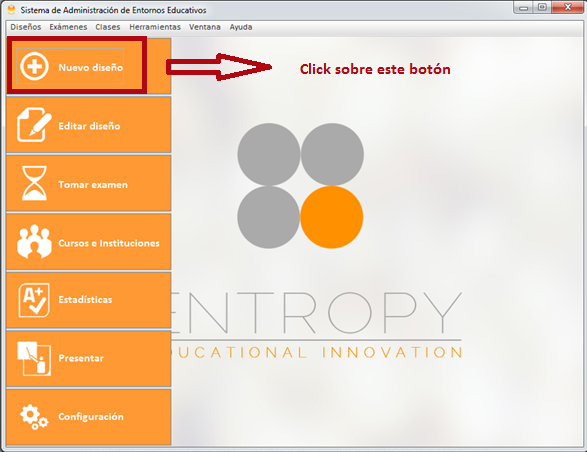 Sistema de Administración de Entornos Educativos
Diseños Exámenes Clases Herramientas Ventana Ayuda
Nuevo diseño
Click sobre este botón
Editar diseño
Tomar examen
Cursos e Instituciones
A+
Estadísticas
ENTROPY
DUCATIONAL INNOVATION
Presentar
Configuración